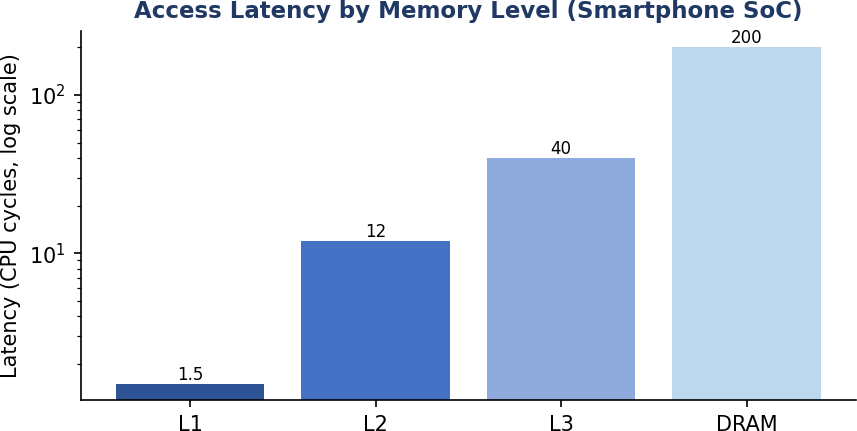 Access Latency by Memory Level (Smartphone SoC)
Latency (CPU cycles, log scale)
10²
10¹
1.5
12
40
200
L1
L2
L3
DRAM